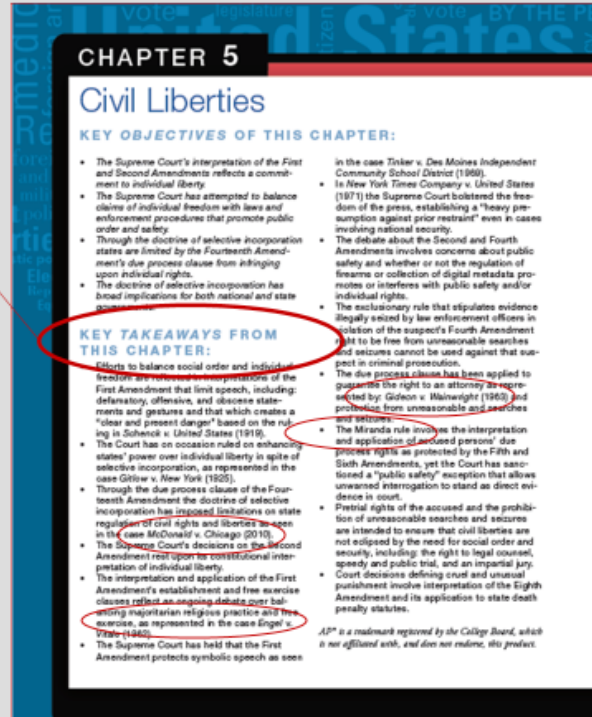 vote
legislature
vote
BY THE PE
United States
medic
citizen
CHAPTER 5
Civil Liberties
KEY OBJECTIVES OF THIS CHAPTER:
• The Supreme Court's interpretation of the First
and Second Amendments reflects a commit-
ment to individual liberty.
• The Supreme Court has attempted to balance
claims of individual freedom with laws and
enforcement procedures that promote public
order and safety.
• Through the doctrine of selective incorporation
states are limited by the Fourteenth Amend-
ment's due process clause from infringing
upon individual rights.
• The doctrine of selective incorporation has
broad implications for both national and state
KEY TAKEAWAYS FROM
THIS CHAPTER:
Efforts to balance social order and individual
freedom are reflected in interpretations of the
First Amendment that limit speech, including:
defamatory, offensive, and obscene state-
ments and gestures and that which creates a
"clear and present danger" based on the rul-
ing in Schenck v. United States (1919).
• The Court has on occasion ruled on enhancing
states' power over individual liberty in spite of
selective incorporation, as represented in the
case Gitlow v. New York (1925).
• Through the due process clause of the Four-
teenth Amendment the doctrine of selective
incorporation has imposed limitations on state
regulation of civil rights and liberties as seen
in the case McDonald v. Chicago (2010).
• The Supreme Court's decisions on the Second
Amendment rest upon its constitutional inter-
pretation of individual liberty.
• The interpretation and application of the First
Amendment's establishment and free exercise
clauses reflect an ongoing debate over bal-
ancing majoritarian religious practice and free
exercise, as represented in the case Engel v.
Vitale (1962).
• The Supreme Court has held that the First
Amendment protects symbolic speech as seen
in the case Tinker v. Des Moines Independent
Community School District (1969).
• In New York Times Company v. United States
(1971) the Supreme Court bolstered the free-
dom of the press, establishing a "heavy pre-
sumption against prior restraint" even in cases
involving national security.
• The debate about the Second and Fourth
Amendments involves concerns about public
safety and whether or not the regulation of
firearms or collection of digital metadata pro-
motes or interferes with public safety and/or
individual rights.
• The exclusionary rule that stipulates evidence
illegally seized by law enforcement officers in
violation of the suspect's Fourth Amendment
right to be free from unreasonable searches
and seizures cannot be used against that sus-
pect in criminal prosecution.
• The due process clause has been applied to
guarantee the right to an attorney as repre-
sented by: Gideon v. Wainwright (1963) and
protection from unreasonable and searches
and seizures.
• The Miranda rule involves the interpretation
and application of accused persons' due
process rights as protected by the Fifth and
Sixth Amendments, yet the Court has sanc-
tioned a "public safety" exception that allows
unwarned interrogation to stand as direct evi-
dence in court.
• Pretrial rights of the accused and the prohibi-
tion of unreasonable searches and seizures
are intended to ensure that civil liberties are
not eclipsed by the need for social order and
security, including: the right to legal counsel,
speedy and public trial, and an impartial jury.
• Court decisions defining cruel and unusual
punishment involve interpretation of the Eighth
Amendment and its application to state death
penalty statutes.
AP® is a trademark registered by the College Board, which
is not affiliated with, and does not endorse, this product.